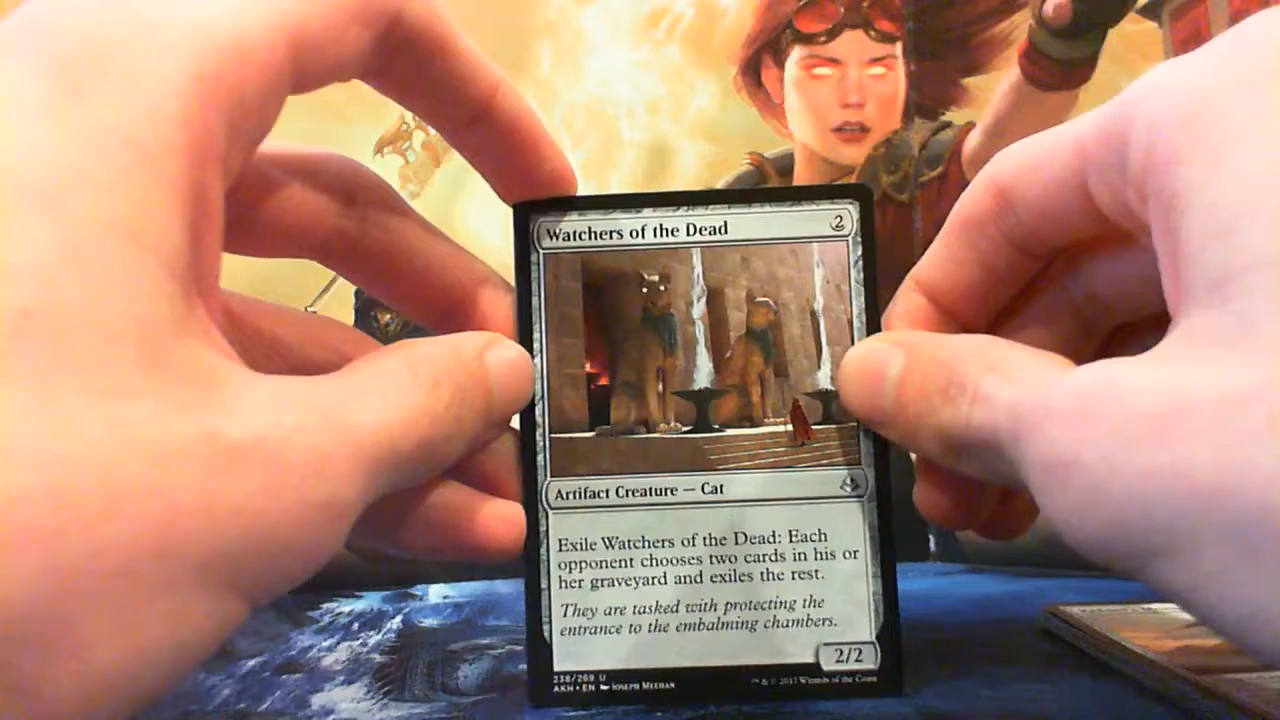 Watchers of the Dead 2
Artifact Creature — Cat
Exile Watchers of the Dead: Each
opponent chooses two cards in his or
her graveyard and exiles the rest.
They are tasked with protecting the
entrance to the embalming chambers.
2/2
238/269 U
AKH • EN Joseph Meehan ™ & © 2017 Wizards of the Coast